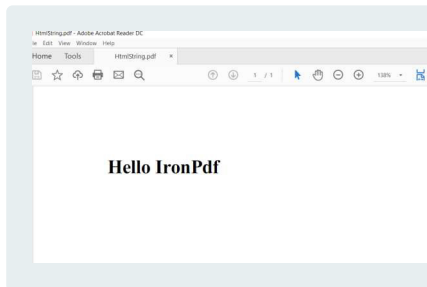 HtmlString.pdf - Adobe Acrobat Reader DC
Edit View Window Help
Home Tools HtmlString.pdf ×
1 / 1 138%
Hello IronPdf